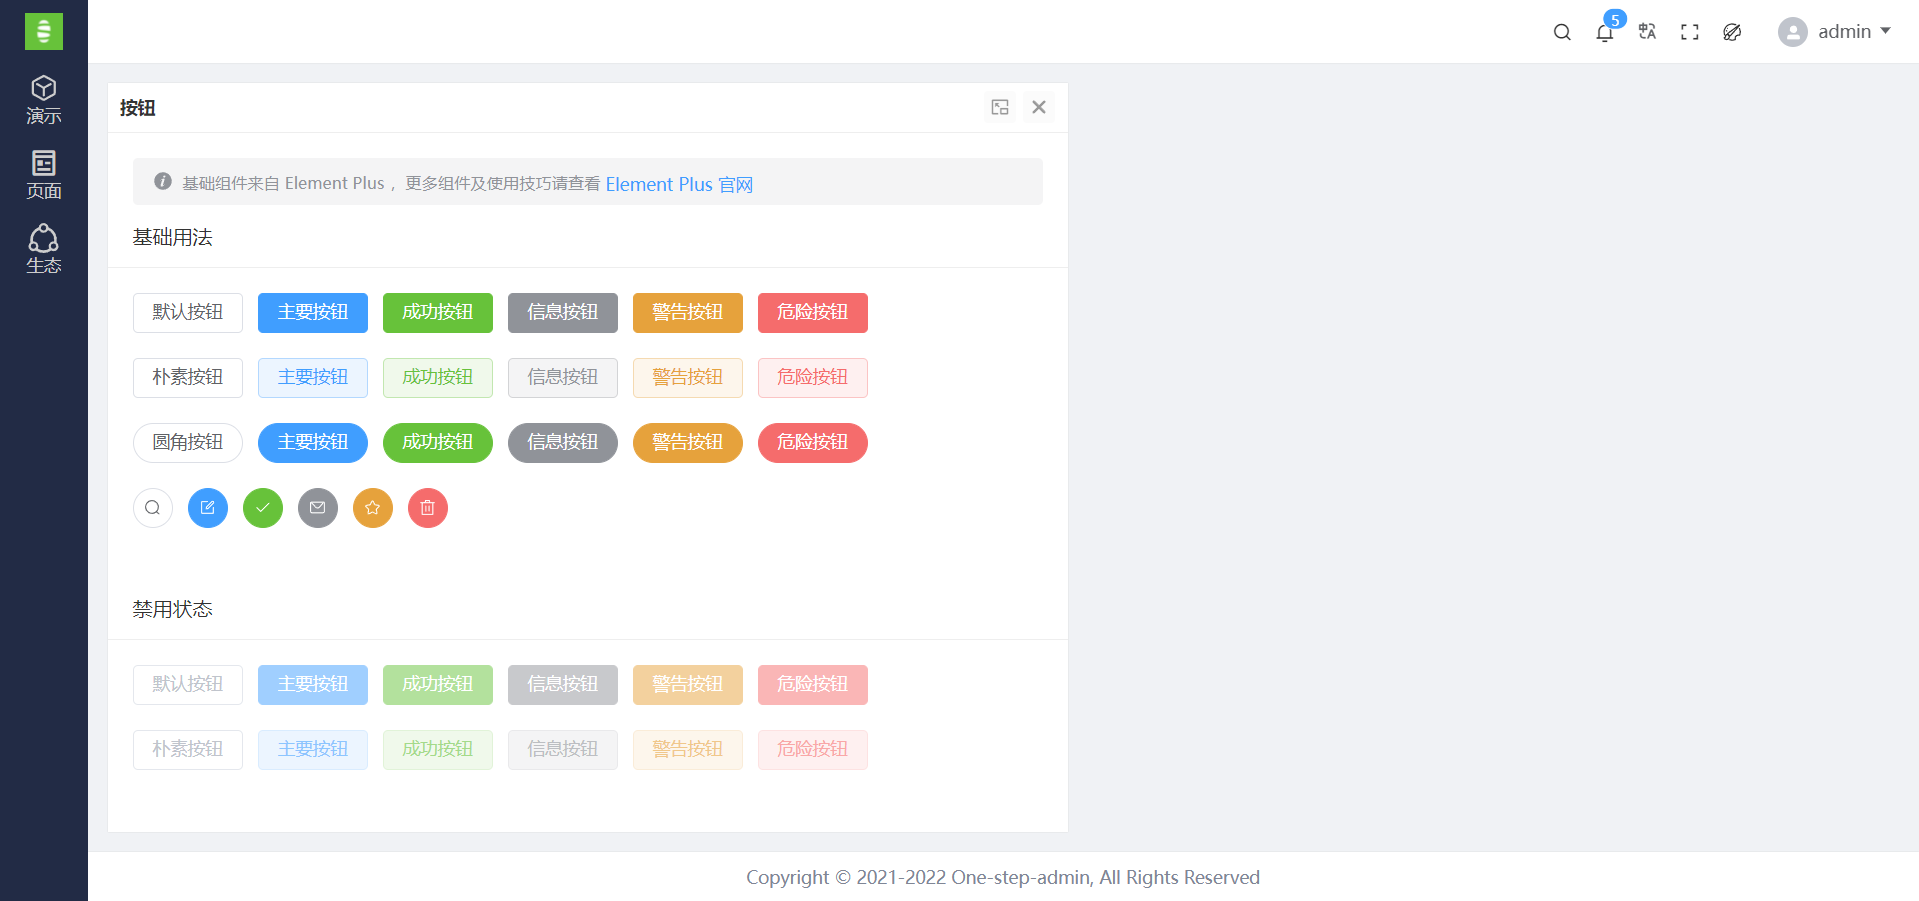 5
admin
演示
页面
生态
按钮
基础组件来自 Element Plus ，更多组件及使用技巧请查看 Element Plus 官网
基础用法
默认按钮 主要按钮 成功按钮 信息按钮 警告按钮 危险按钮
朴素按钮 主要按钮 成功按钮 信息按钮 警告按钮 危险按钮
圆角按钮 主要按钮 成功按钮 信息按钮 警告按钮 危险按钮
禁用状态
默认按钮 主要按钮 成功按钮 信息按钮 警告按钮 危险按钮
朴素按钮 主要按钮 成功按钮 信息按钮 警告按钮 危险按钮
Copyright © 2021-2022 One-step-admin, All Rights Reserved